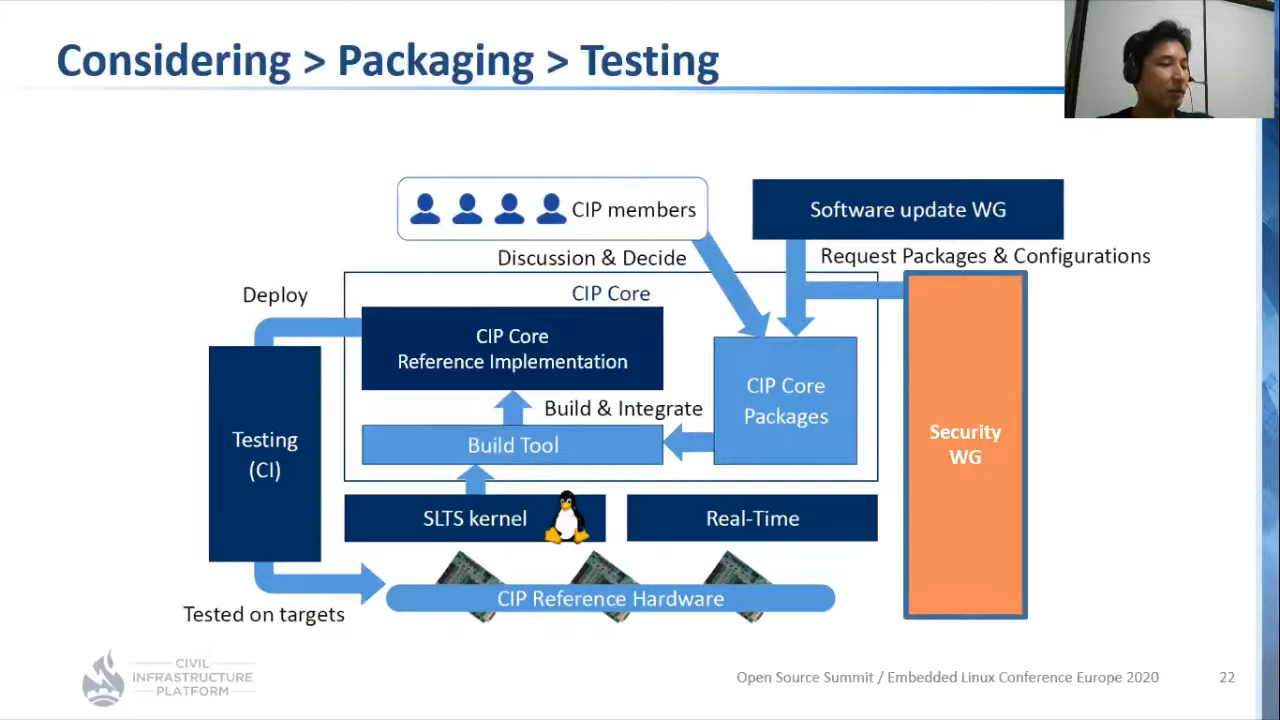 Considering > Packaging > Testing
CIP members
Software update WG
Discussion & Decide
Request Packages & Configurations
Deploy
CIP Core
CIP Core
Reference Implementation
CIP Core
Packages
Build & Integrate
Testing
(CI)
Build Tool
Security
WG
SLTS kernel
Real-Time
CIP Reference Hardware
Tested on targets
CIVIL
INFRASTRUCTURE
PLATFORM
Open Source Summit / Embedded Linux Conference Europe 2020
22